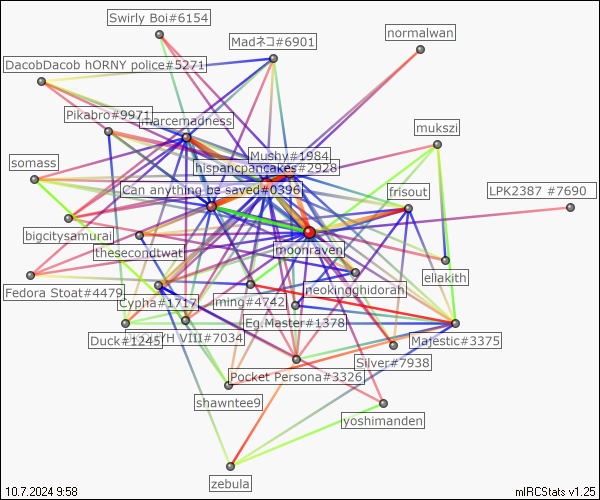 Swirly Boi#6154
normalwan
Madネコ#6901
DacobDacob hORNY police#5271
Pikabro#9971
marcemadness
mukszi
Mushy#1984
somass
hispancpancakes#2928
Can anything be saved#0396
frisout
LPK2387 #7690
bigcitysamurai
moonraven
thesecondtwat
eliakith
Fedora Stoat#4479
neokingghidorah
Cypha#1717
Iming#4742
Eg.Master#1378
Duck#1245
YH VIII#7034
Majestic#3375
Silver#7938
Pocket Persona#3326
shawntee9
yoshimanden
zebula
10.7.2024 9:58
mIRCStats v1.25